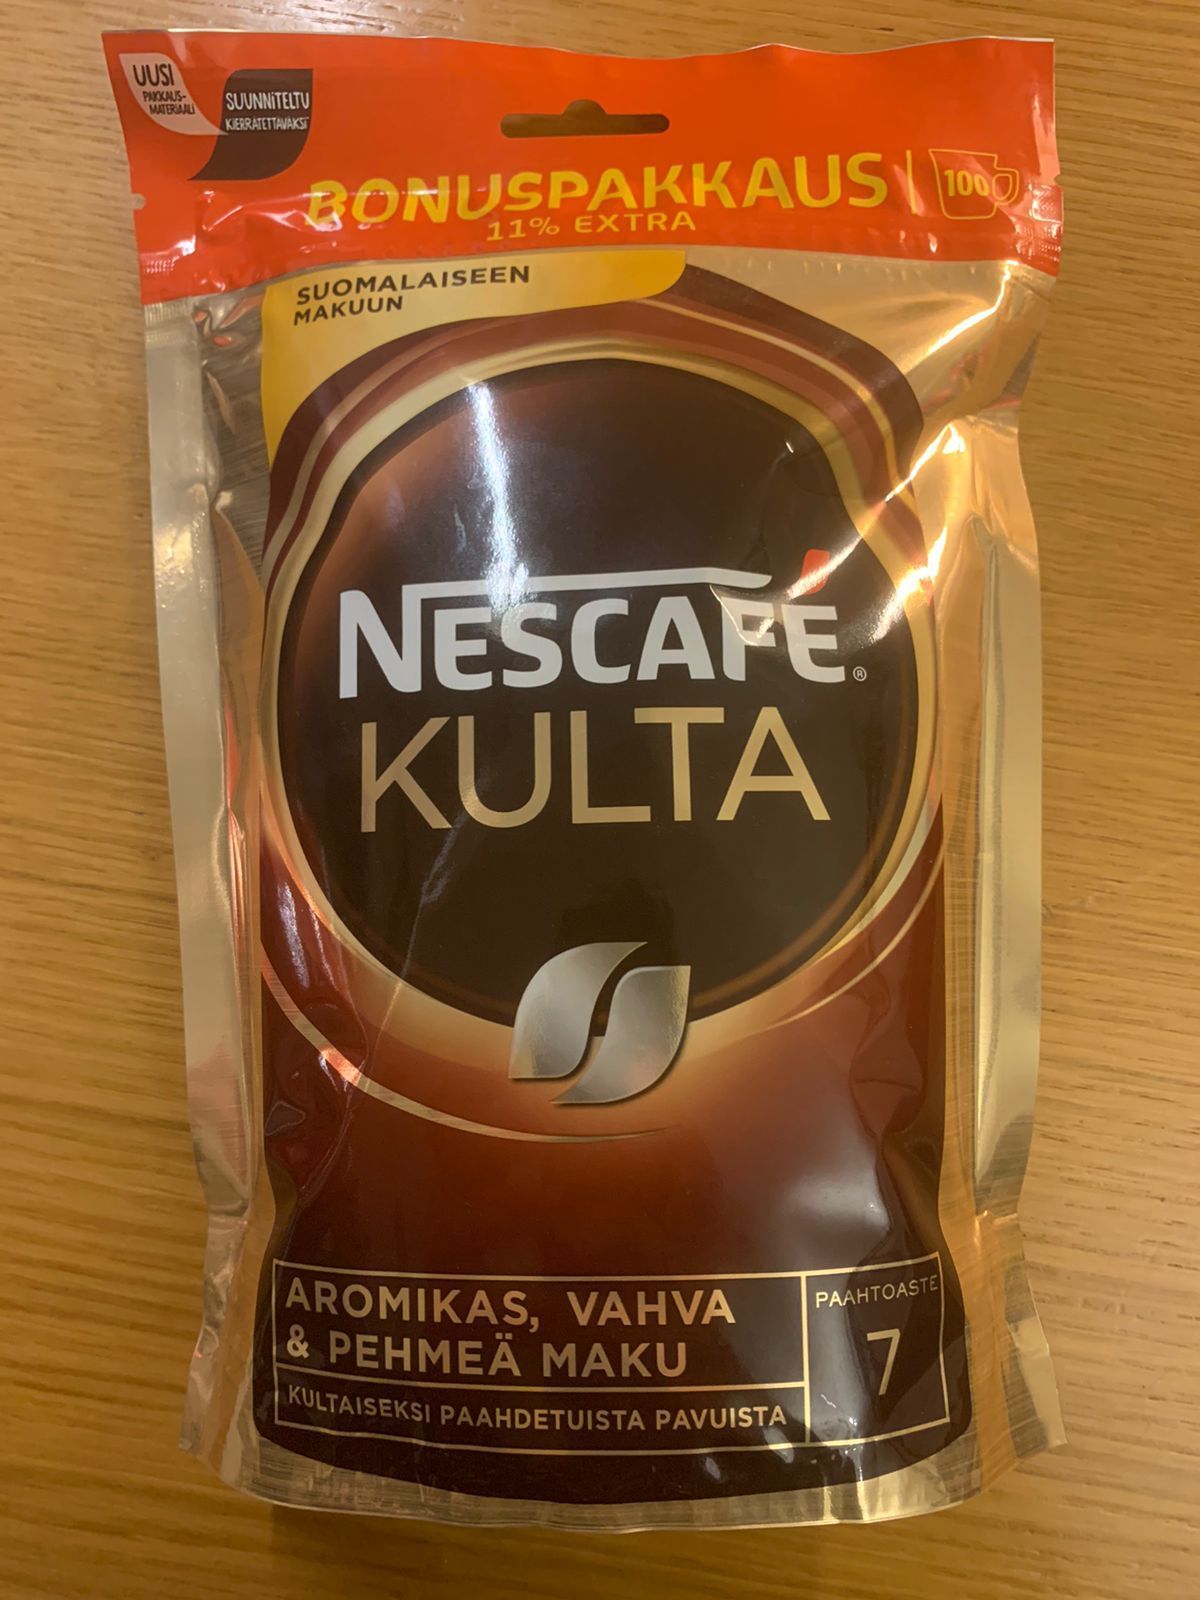 UUSI
PAKKAUS-
MATERIAALI
SUUNNITELTU
KIERRÄTETTÄVÄKSI
BONUSPAKKAUS
11% EXTRA
100
SUOMALAISEEN
MAKUUN
NESCAFÉ®
KULTA
AROMIKAS, VAHVA
& PEHMEÄ MAKU
KULTAISEKSI PAAHDETUISTA PAVUISTA
PAAHTOASTE
7